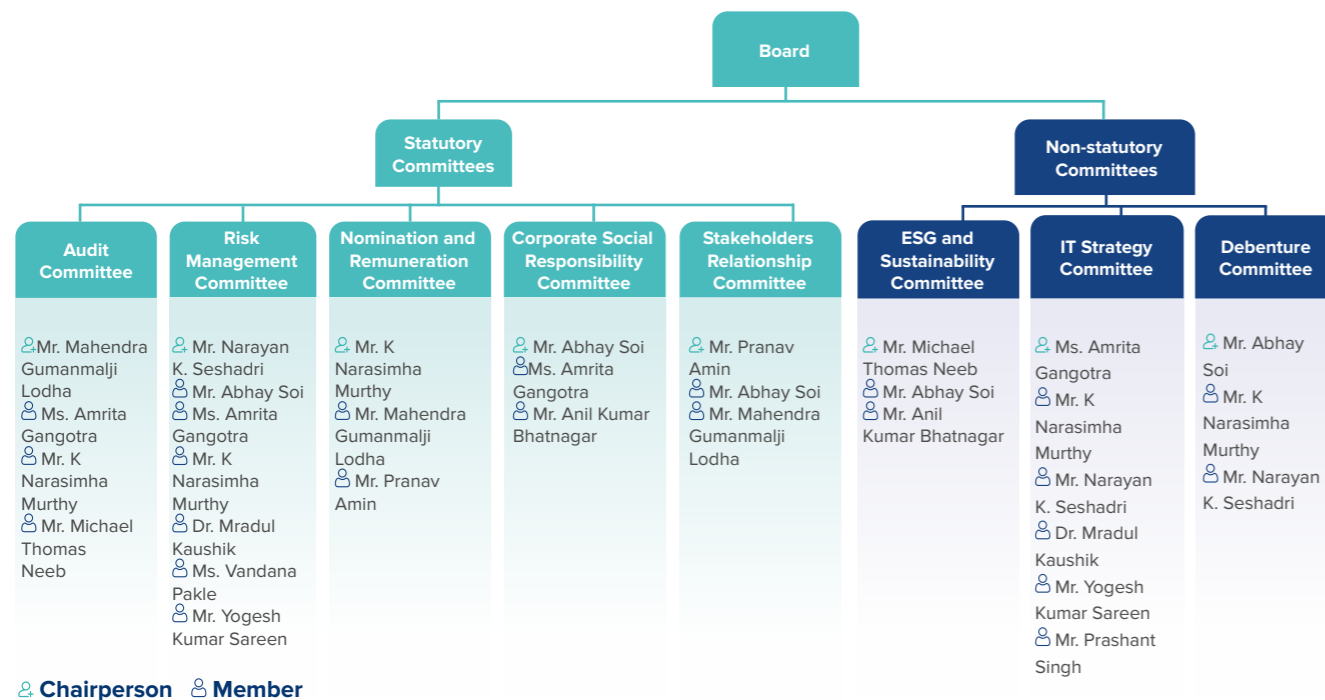 Board
Statutory
Committees
Non-statutory
Committees
Audit
Committee
Risk
Management
Committee
Nomination and
Remuneration
Committee
Corporate Social
Responsibility
Committee
Stakeholders
Relationship
Committee
ESG and
Sustainability
Committee
IT Strategy
Committee
Debenture
Committee
Mr. Mahendra
Gumanmalji
Lodha
Ms. Amrita
Gangotra
Mr. K
Narasimha
Murthy
Mr. Michael
Thomas
Neeb
Mr. Narayan
K. Seshadri
Mr. Abhay Soi
Ms. Amrita
Gangotra
Mr. K
Narasimha
Murthy
Dr. Mradul
Kaushik
Ms. Vandana
Pakle
Mr. Yogesh
Kumar Sareen
Mr. K
Narasimha
Murthy
Mr. Mahendra
Gumanmalji
Lodha
Mr. Pranav
Amin
Mr. Abhay Soi
Ms. Amrita
Gangotra
Mr. Anil Kumar
Bhatnagar
Mr. Pranav
Amin
Mr. Abhay Soi
Mr. Mahendra
Gumanmalji
Lodha
Mr. Michael
Thomas Neeb
Mr. Abhay Soi
Mr. Anil
Kumar Bhatnagar
Ms. Amrita
Gangotra
Mr. K
Narasimha
Murthy
Mr. Narayan
K. Seshadri
Dr. Mradul
Kaushik
Mr. Yogesh
Kumar Sareen
Mr. Prashant
Singh
Mr. Abhay
Soi
Mr. K
Narasimha
Murthy
Mr. Narayan
K. Seshadri
Chairperson Member